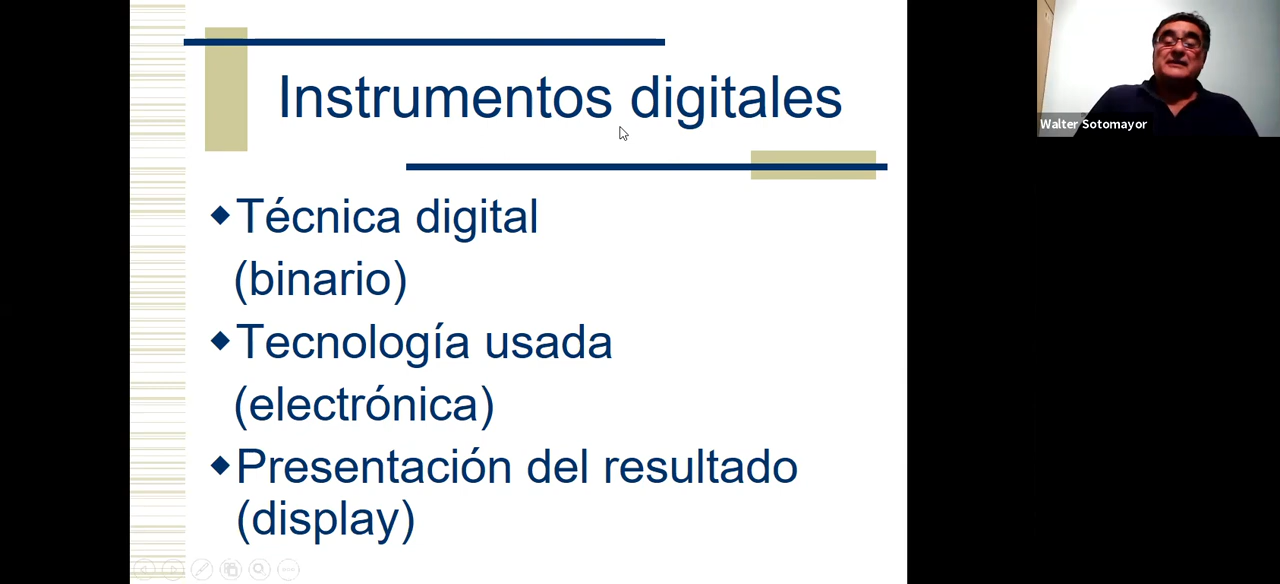 Instrumentos digitales
Técnica digital
(binario)
Tecnología usada
(electrónica)
Presentación del resultado
(display)
Walter Sotomayor